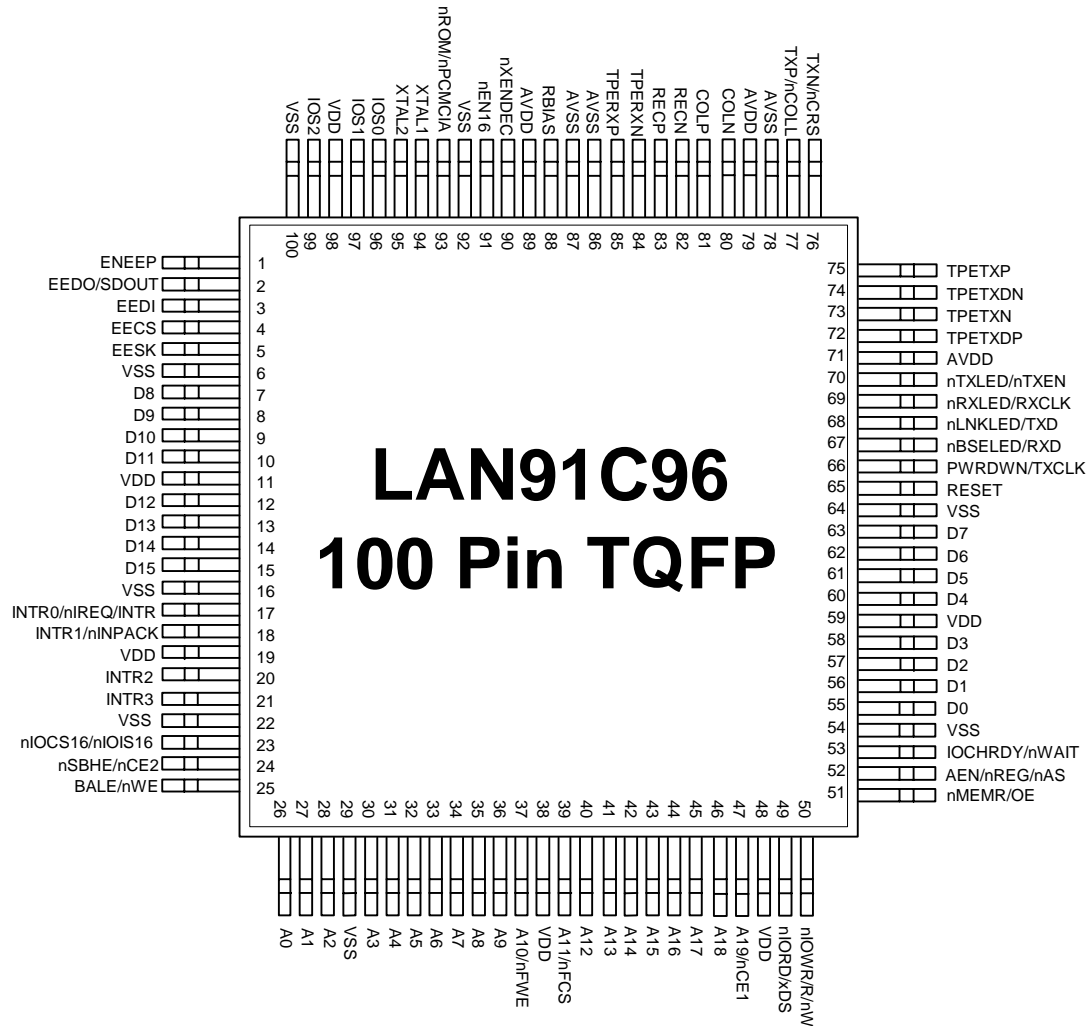 VSS
IOS2
VDD
IOS1
IOS0
XTAL2
XTAL1
nROM/nPCMCIA
VSS
nEN16
nXENDEC
AVDD
RBIAS
AVSS
AVSS
TPERXP
TPERXN
RECP
RECN
COLP
COLN
AVDD
AVSS
TXP/nCOLL
TXN/nCRS
100
99
98
97
96
95
94
93
92
91
90
89
88
87
86
85
84
83
82
81
80
79
78
77
76
ENEEP 1
EEDO/SDOUT 2
EEDI 3
EECS 4
EESK 5
VSS 6
D8 7
D9 8
D10 9
D11 10
VDD 11
D12 12
D13 13
D14 14
D15 15
VSS 16
INTR0/nIREQ/INTR 17
INTR1/nINPACK 18
VDD 19
INTR2 20
INTR3 21
VSS 22
nIOCS16/nIOIS16 23
nSBHE/nCE2 24
BALE/nWE 25
LAN91C96
100 Pin TQFP
75 TPETXP
74 TPETXDN
73 TPETXN
72 TPETXDP
71 AVDD
70 nTXLED/nTXEN
69 nRXLED/RXCLK
68 nLNKLED/TXD
67 nBSELED/RXD
66 PWRDWN/TXCLK
65 RESET
64 VSS
63 D7
62 D6
61 D5
60 D4
59 VDD
58 D3
57 D2
56 D1
55 D0
54 VSS
53 IOCHRDY/nWAIT
52 AEN/nREG/nAS
51 nMEMR/OE
26
27
28
29
30
31
32
33
34
35
36
37
38
39
40
41
42
43
44
45
46
47
48
49
50
A0
A1
A2
VSS
A3
A4
A5
A6
A7
A8
A9
A10/nFWE
VDD
A11/nFCS
A12
A13
A14
A15
A16
A17
A18
A19/nCE1
VDD
nIORD/xDS
nIOWR/R/nW